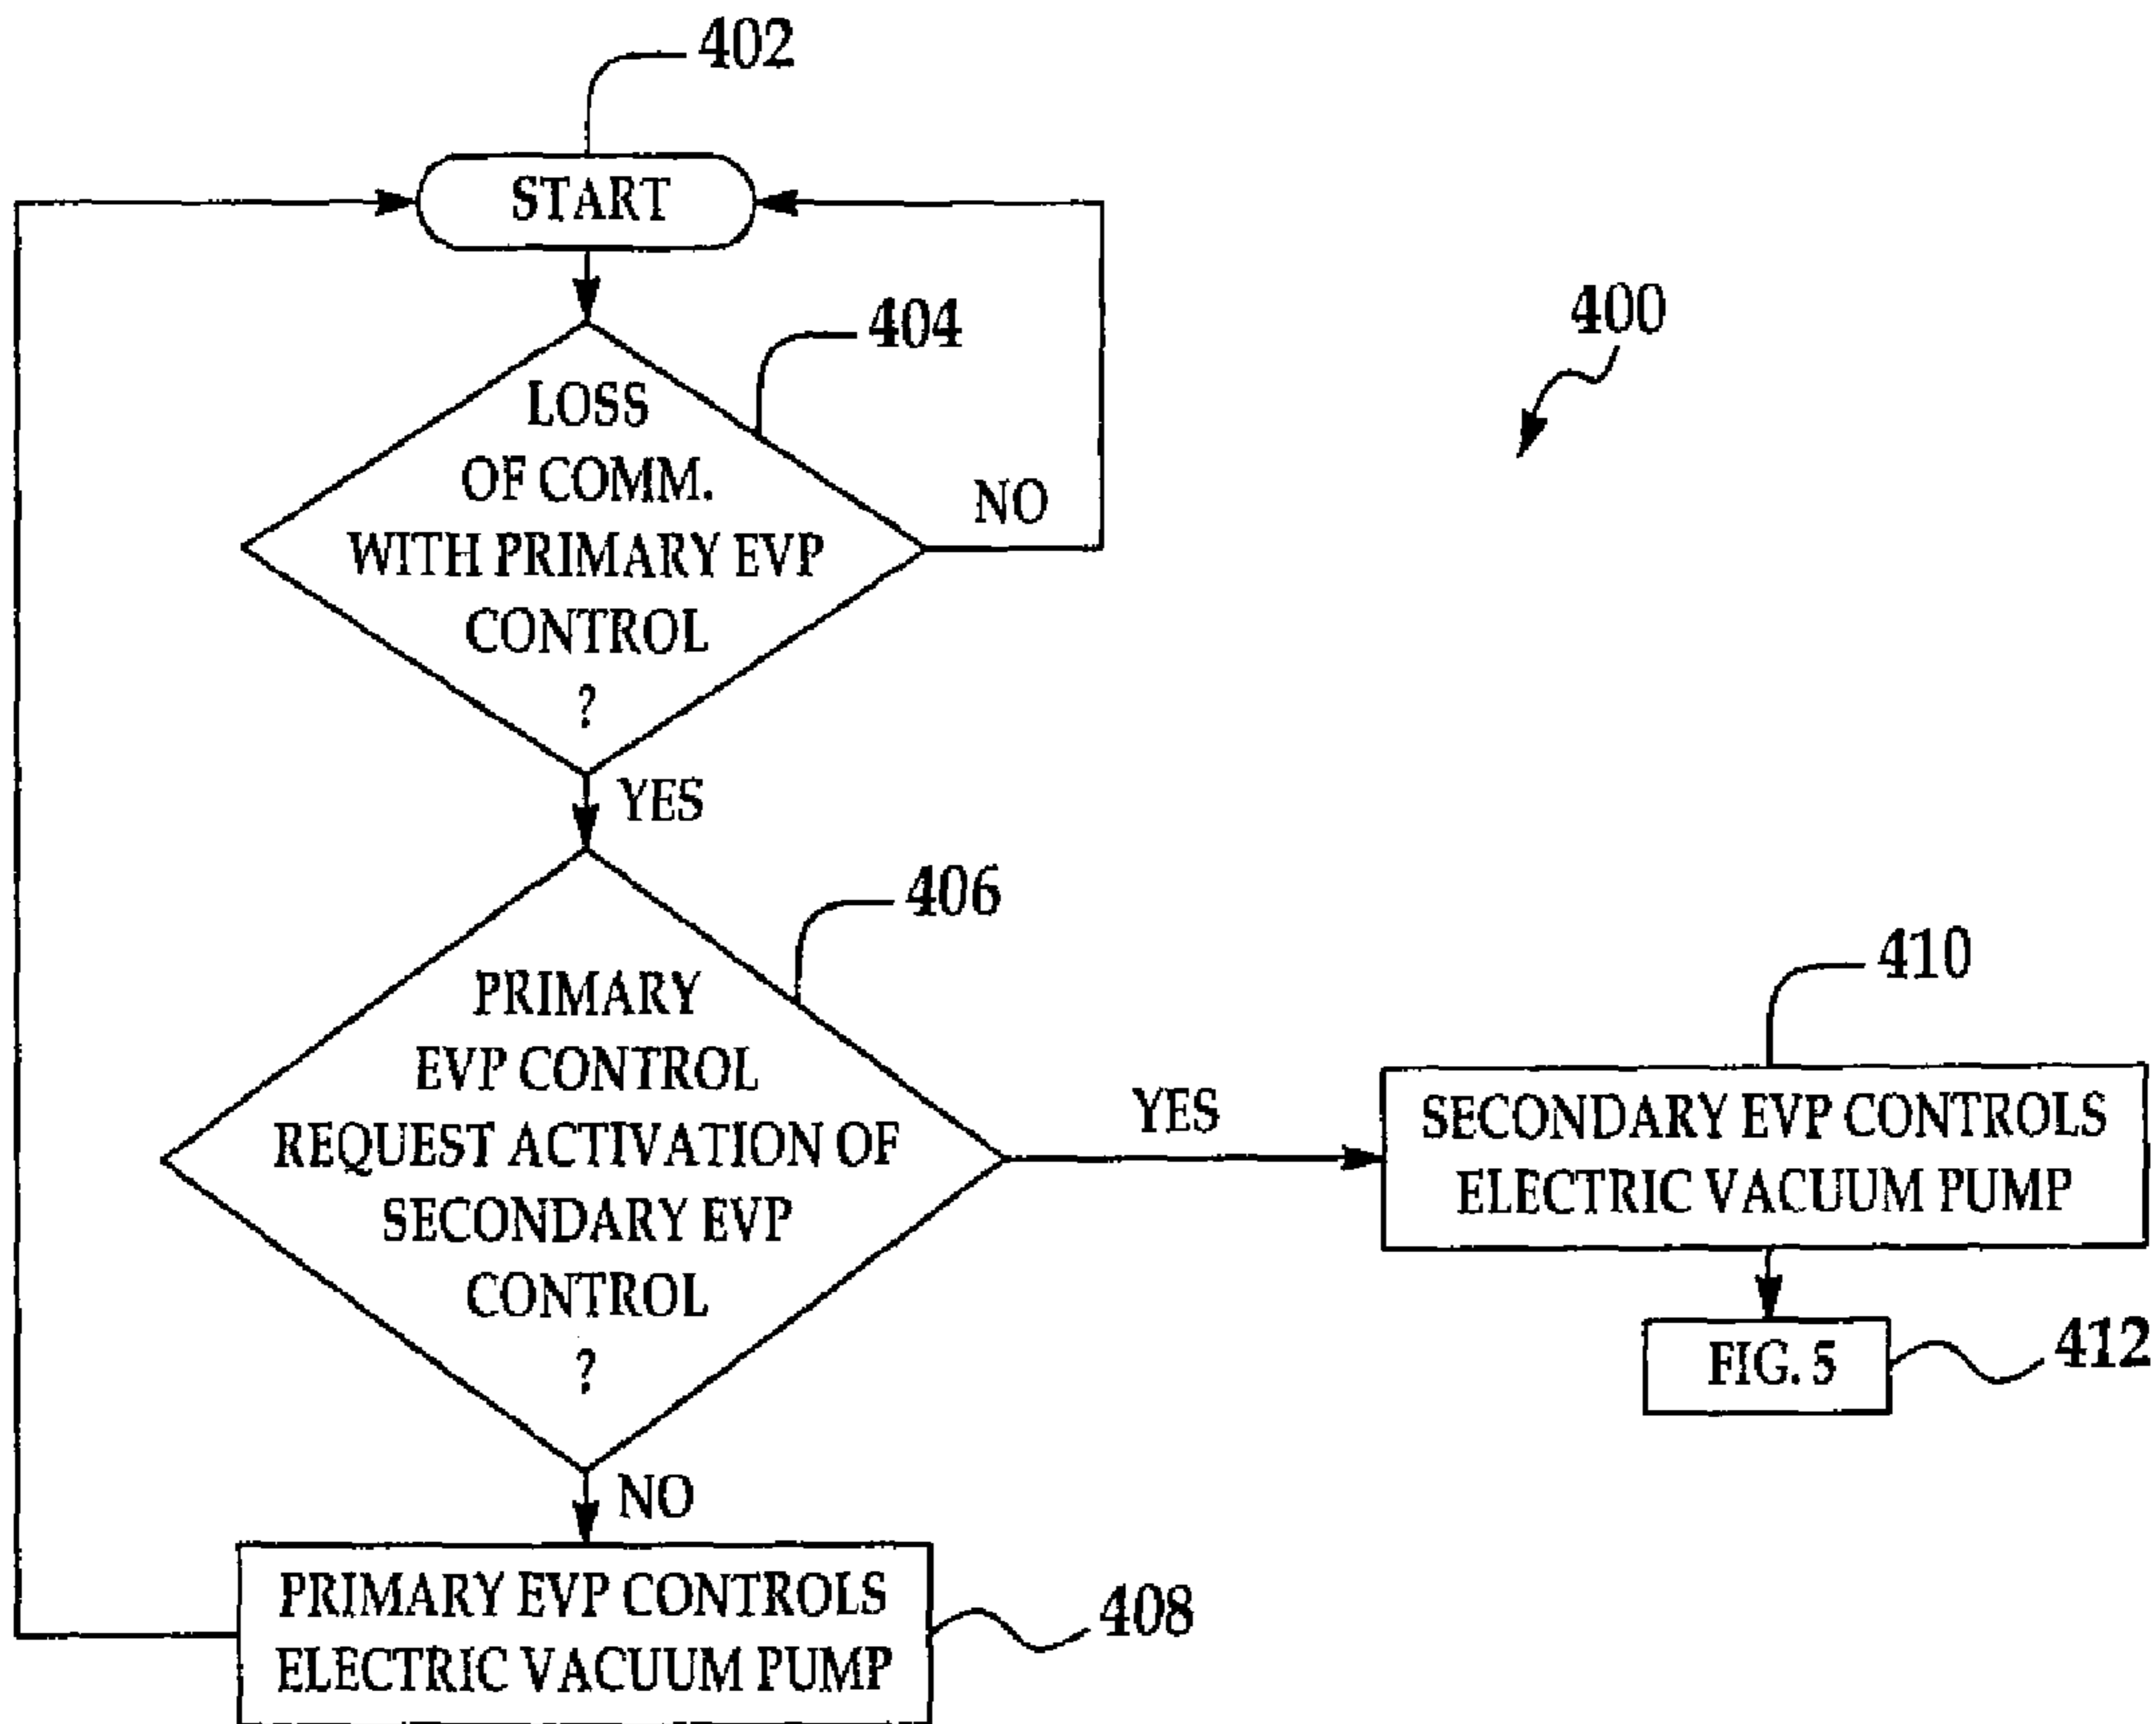 402
START
404
400
LOSS
OF COMM.
WITH PRIMARY EVP
CONTROL
?
NO
YES
406
PRIMARY
EVP CONTROL
REQUEST ACTIVATION OF
SECONDARY EVP
CONTROL
?
YES
410
SECONDARY EVP CONTROLS
ELECTRIC VACUUM PUMP
FIG. 5
412
NO
PRIMARY EVP CONTROLS
ELECTRIC VACUUM PUMP
408